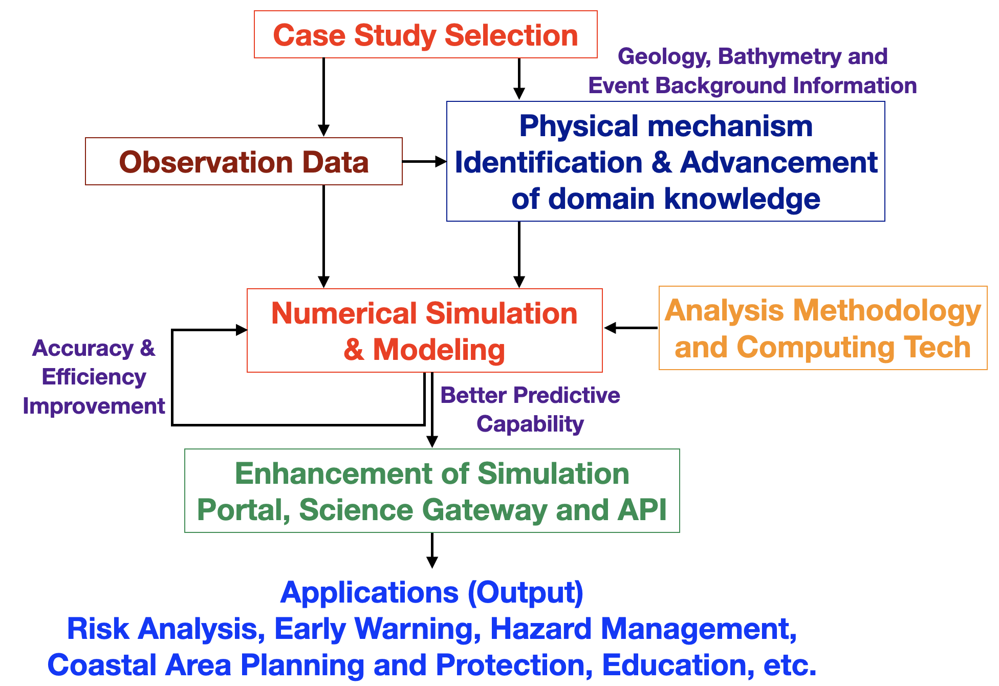 Case Study Selection
Geology, Bathymetry and
Event Background Information
Physical mechanism
Identification & Advancement
of domain knowledge
Observation Data
Numerical Simulation
& Modeling
Analysis Methodology
and Computing Tech
Accuracy &
Efficiency
Improvement
Better Predictive
Capability
Enhancement of Simulation
Portal, Science Gateway and API
Applications (Output)
Risk Analysis, Early Warning, Hazard Management,
Coastal Area Planning and Protection, Education, etc.